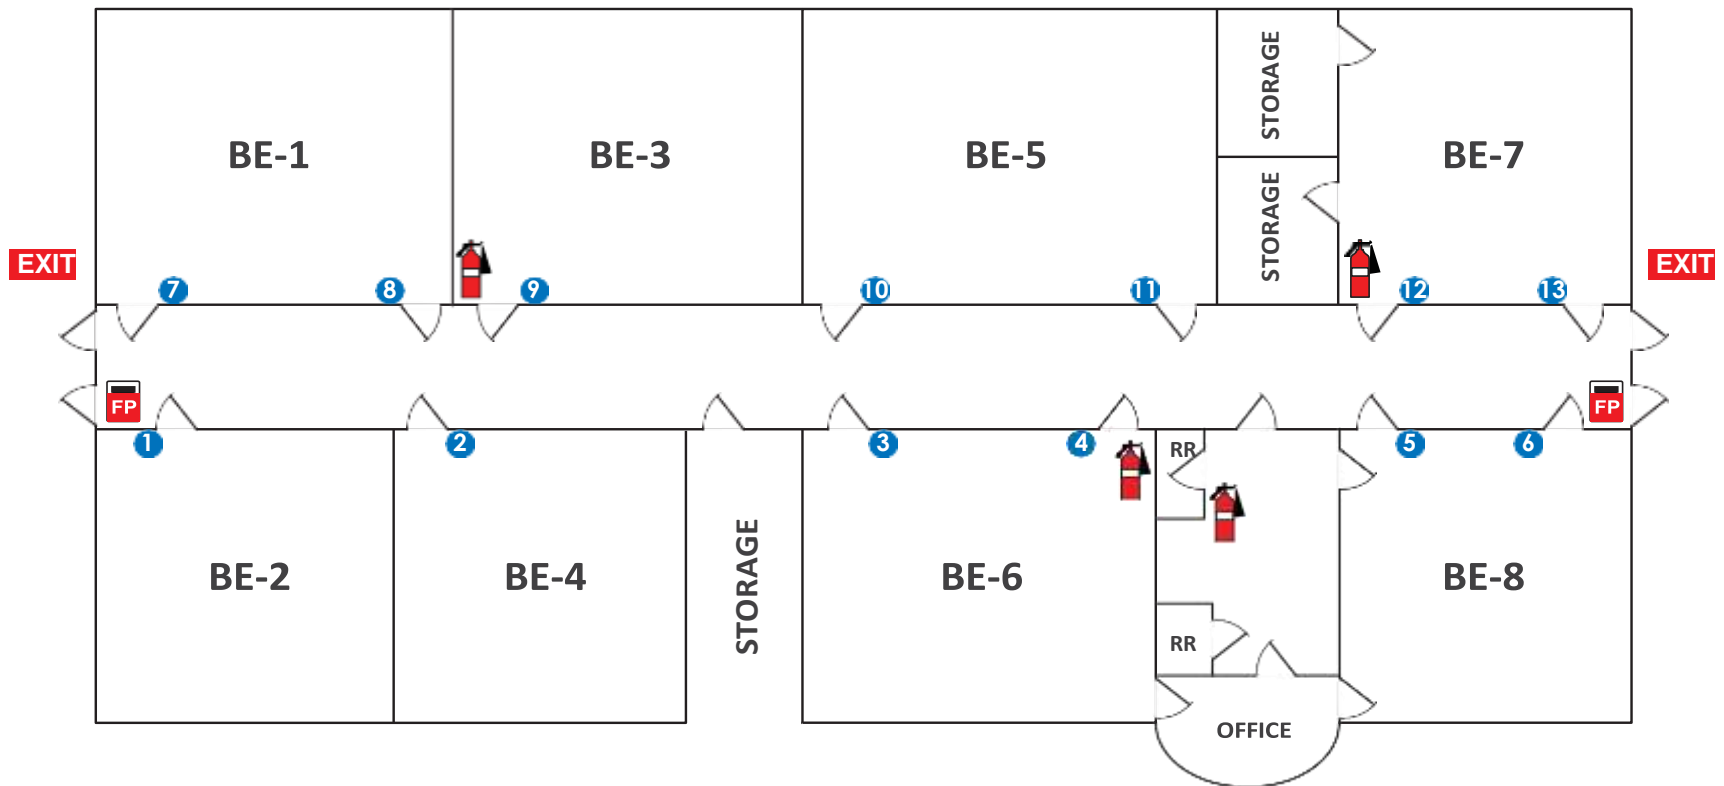 STORAGE
BE-1
BE-3
BE-5
BE-7
STORAGE
EXIT
EXIT
7
8
9
10
11
12
13
FP
FP
1
2
3
4
5
6
RR
BE-2
BE-4
STORAGE
BE-6
BE-8
RR
OFFICE